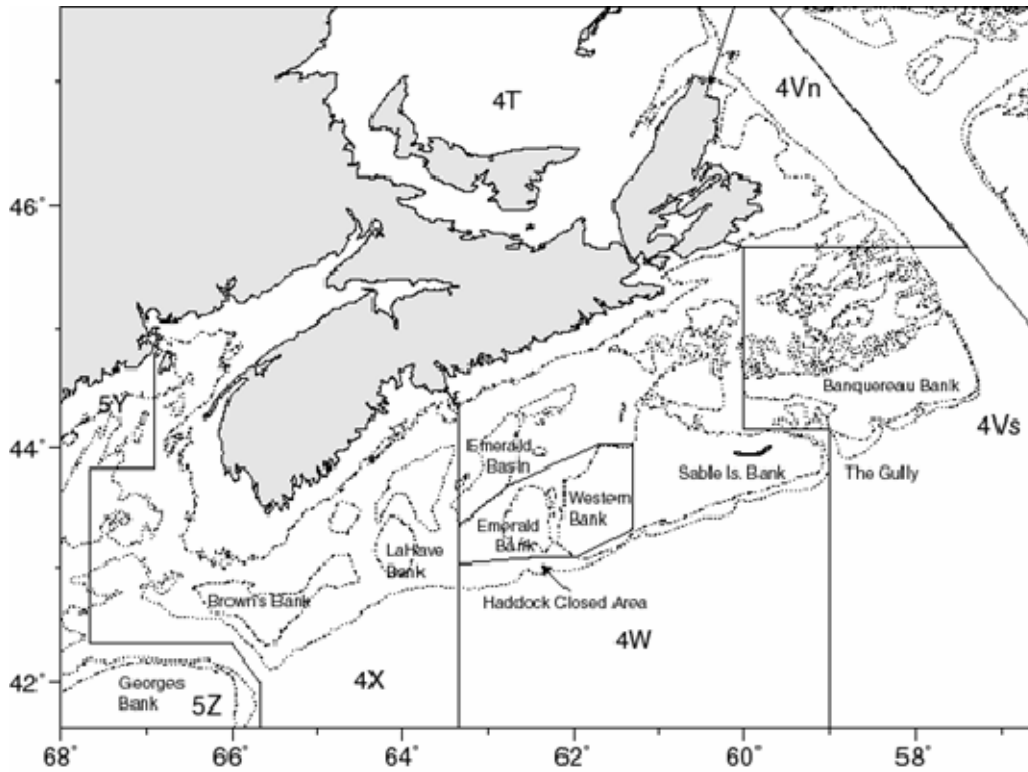 4T
4Vn
46°
Banquereau Bank
5Y
44°
Emerald
Basin
Sable Is. Bank
The Gully
4Vs
Western
Bank
Emerald
Bank
LaHave
Bank
Brown's Bank
Haddock Closed Area
4W
4X
42°
Georges
Bank
5Z
68°
66°
64°
62°
60°
58°